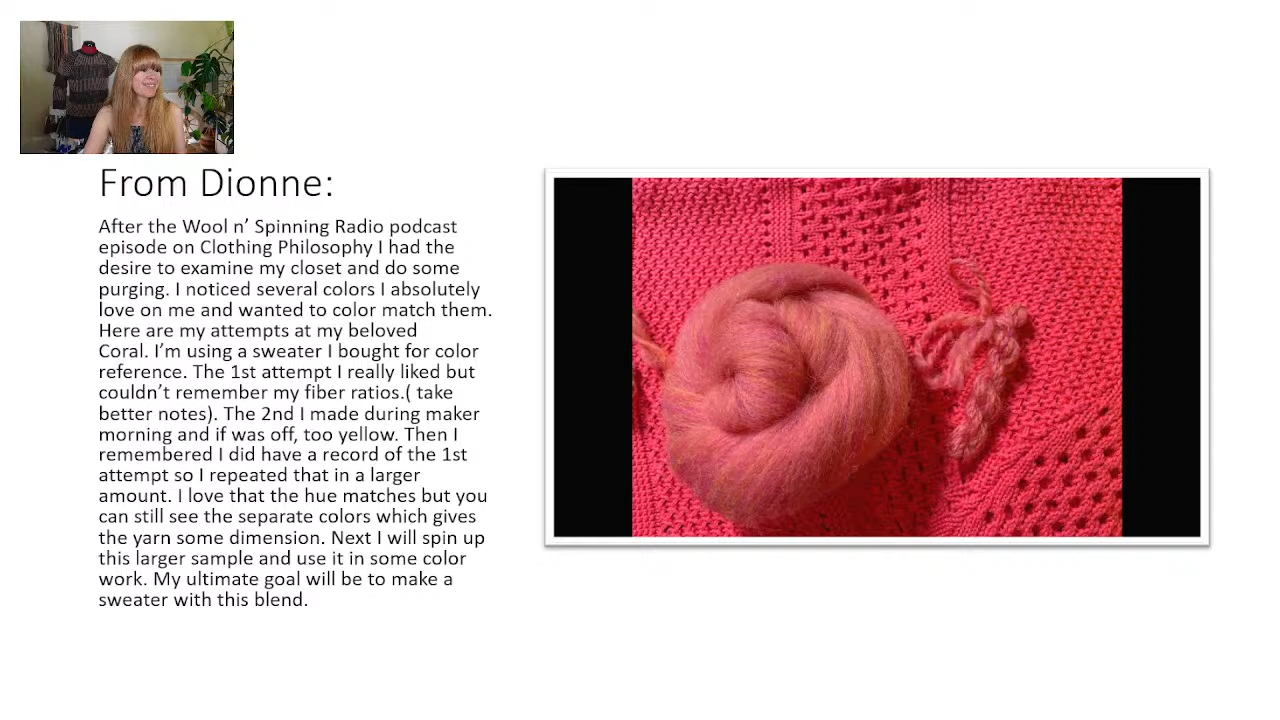 From Dionne:
After the Wool n’ Spinning Radio podcast
episode on Clothing Philosophy I had the
desire to examine my closet and do some
purging. I noticed several colors I absolutely
love on me and wanted to color match them.
Here are my attempts at my beloved
Coral. I’m using a sweater I bought for color
reference. The 1st attempt I really liked but
couldn’t remember my fiber ratios.( take
better notes). The 2nd I made during maker
morning and if was off, too yellow. Then I
remembered I did have a record of the 1st
attempt so I repeated that in a larger
amount. I love that the hue matches but you
can still see the separate colors which gives
the yarn some dimension. Next I will spin up
this larger sample and use it in some color
work. My ultimate goal will be to make a
sweater with this blend.